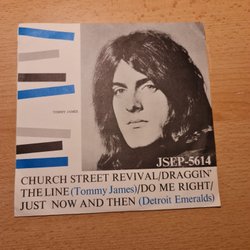 TOMMY JAMES
JSEP-5614
CHURCH STREET REVIVAL/DRAGGIN'
THE LINE (Tommy James)/DO ME RIGHT/
JUST NOW AND THEN (Detroit Emeralds)